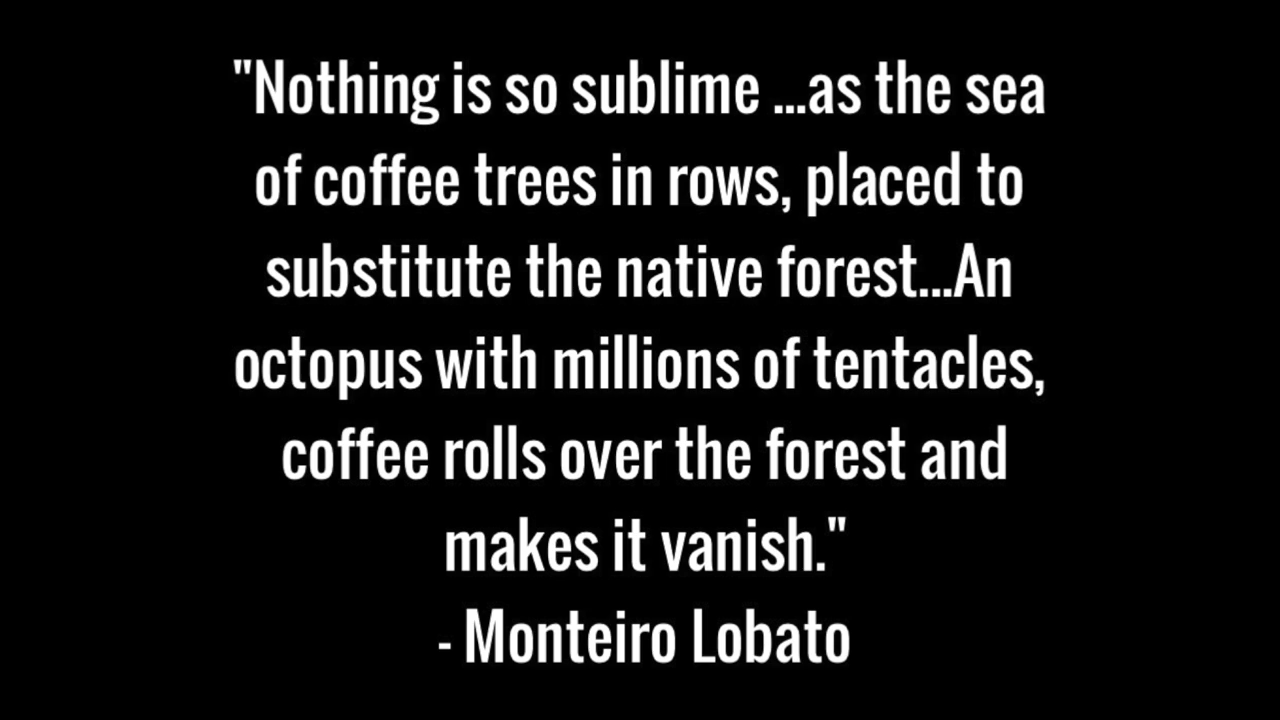 "Nothing is so sublime ...as the sea
of coffee trees in rows, placed to
substitute the native forest...An
octopus with millions of tentacles,
coffee rolls over the forest and
makes it vanish."
- Monteiro Lobato